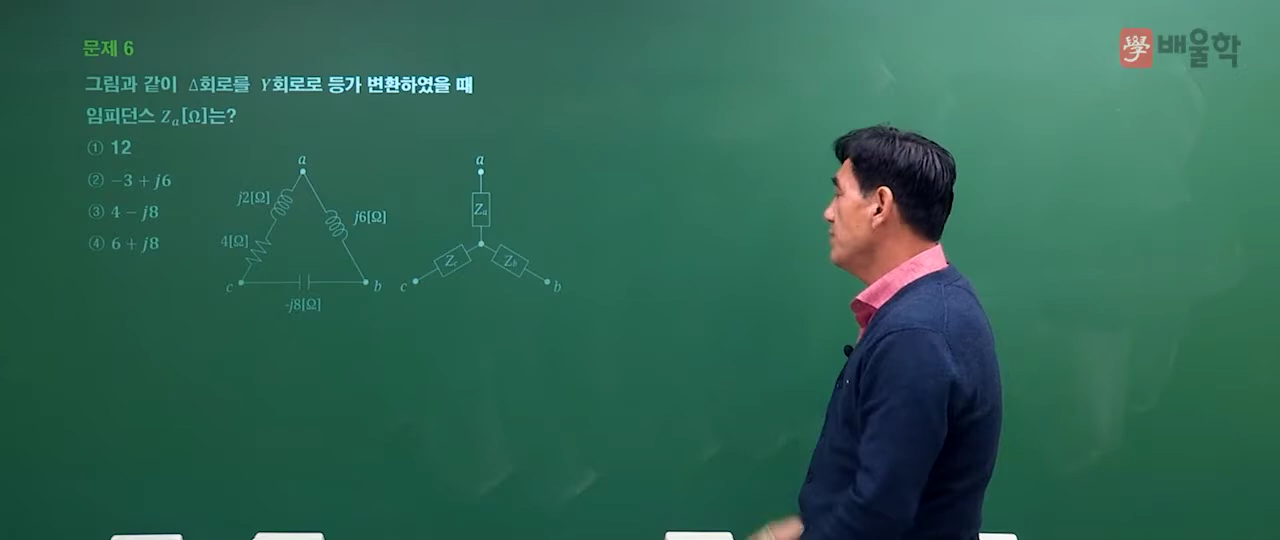 문제 6
그림과 같이 Δ회로를 Y회로로 등가 변환하였을 때
임피던스 Zₐ[Ω]는?
① 12
② −3 + j6
③ 4 − j8
④ 6 + j8
a
j2[Ω]
j6[Ω]
4[Ω]
c
b
-j8[Ω]
a
Zₐ
Z_c
Z_b
c
b
學 배울학